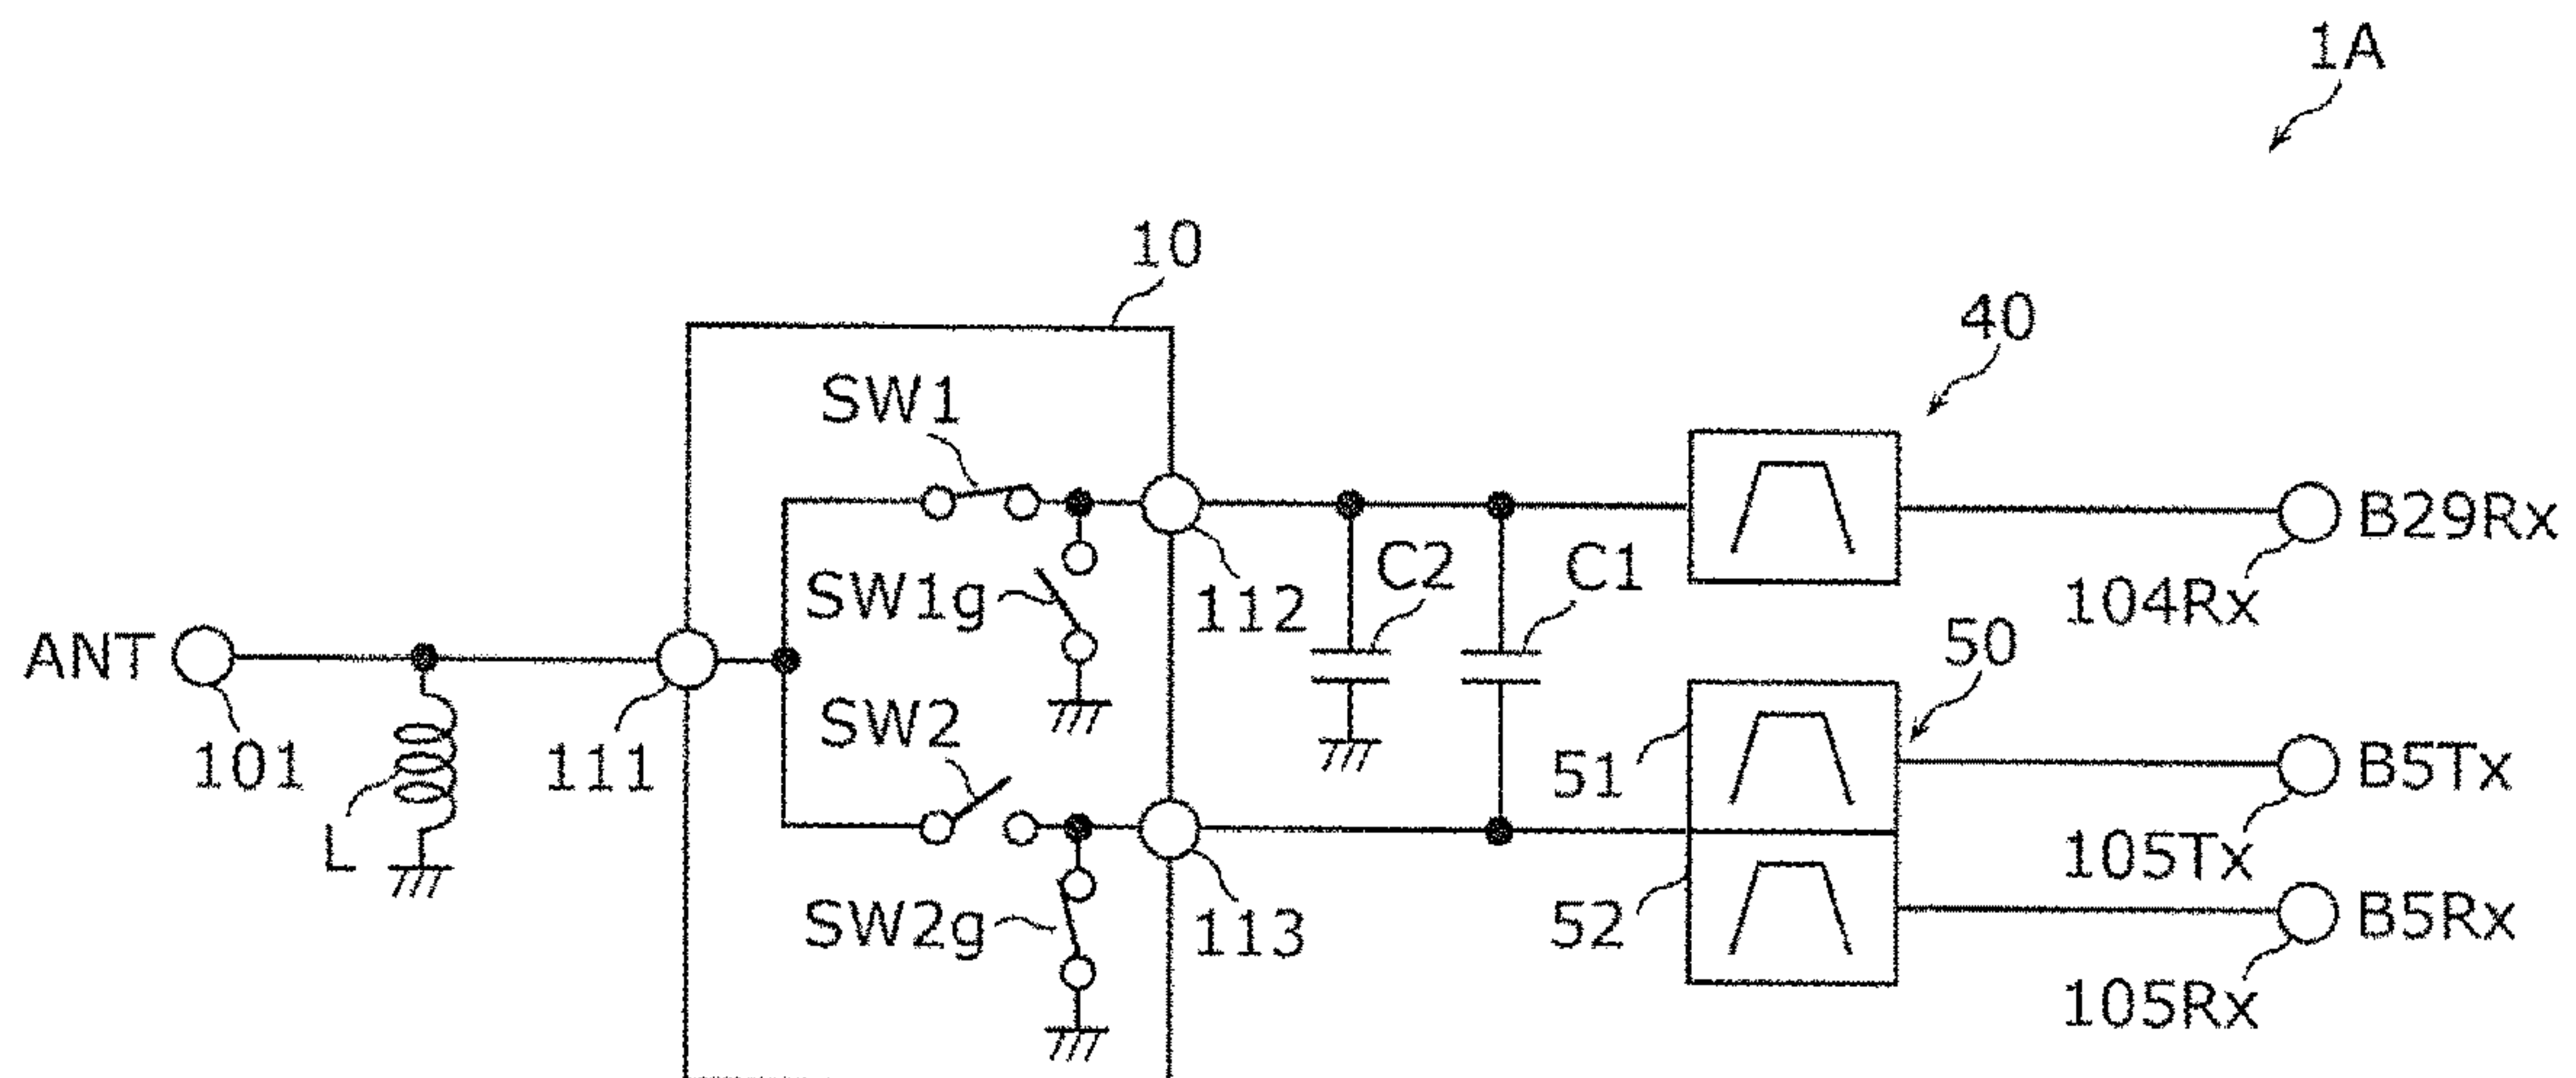 1A
10
40
SW1
SW1g
112
C2
C1
B29Rx
104Rx
ANT
101
L
111
SW2
SW2g
113
50
51
52
B5Tx
105Tx
B5Rx
105Rx